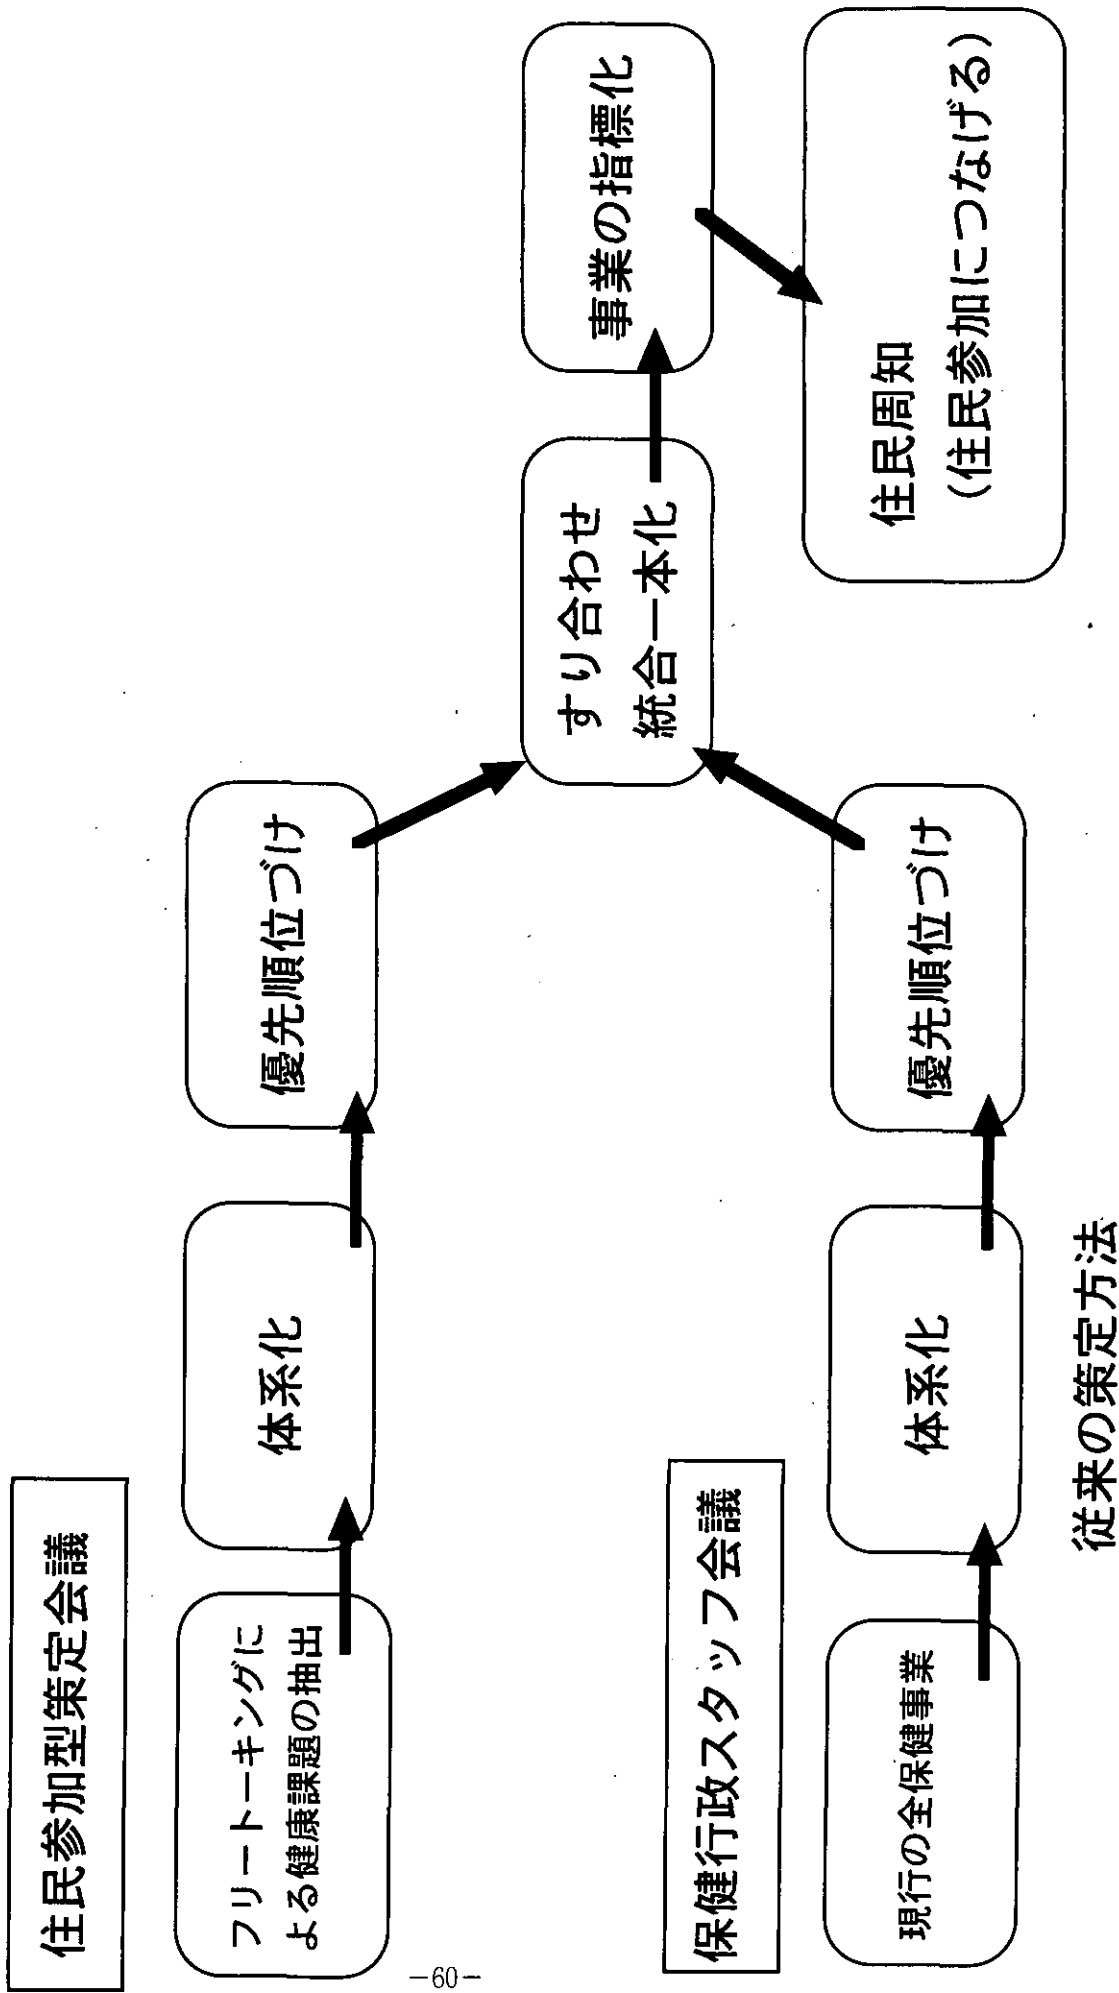 住民参加型策定会議
フリートーキングに
よる健康課題の抽出
体系化
優先順位づけ
すり合わせ
統合一本化
事業の指標化
住民周知
(住民参加につなげる)
保健行政スタッフ会議
現行の全保健事業
体系化
優先順位づけ
従来の策定方法
-60-